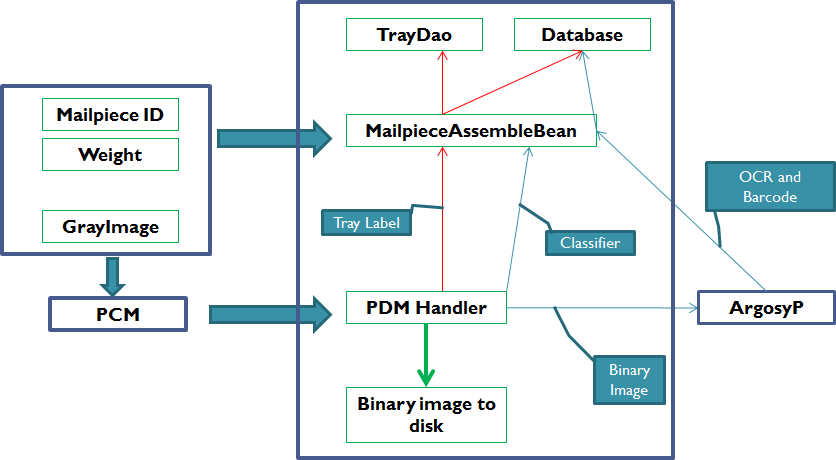 TrayDao
Database
Mailpiece ID
Weight
GrayImage
MailpieceAssembleBean
OCR and
Barcode
Tray Label
Classifier
PCM
PDM Handler
ArgosyP
Binary
Image
Binary image to
disk